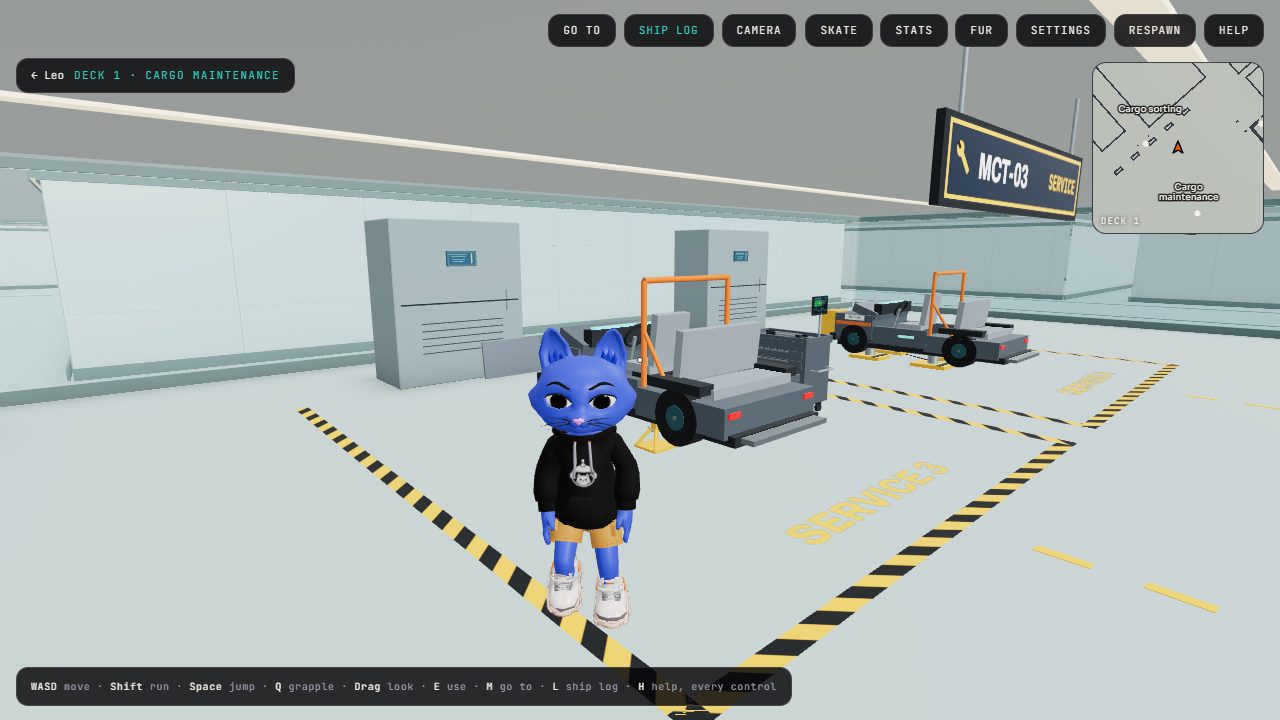 GO TO
SHIP LOG
CAMERA
SKATE
STATS
FUR
SETTINGS
RESPAWN
HELP
← Leo DECK 1 · CARGO MAINTENANCE
Cargo sorting
Cargo
maintenance
DECK 1
MCT-03
SERVICE
SERVICE 3
WASD move · Shift run · Space jump · Q grapple · Drag look · E use · M go to · L ship log · H help, every control